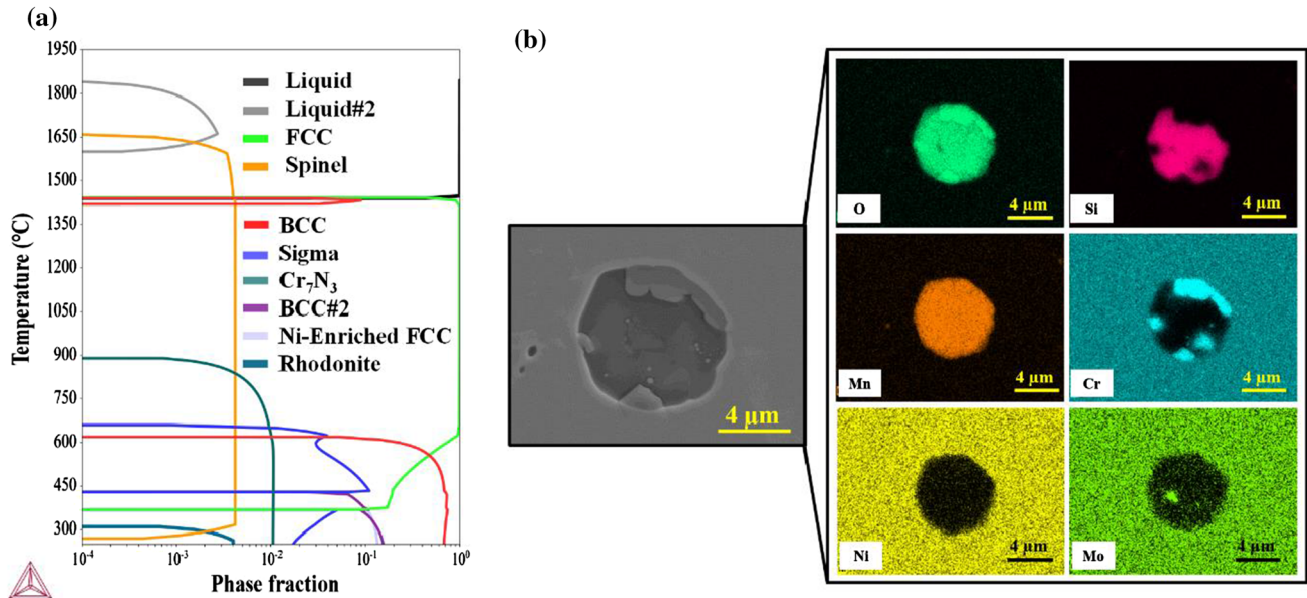 (a)
1950
1800
1650
1500
1350
1200
1050
900
750
600
450
300
Temperature (°C)
Liquid
Liquid#2
FCC
Spinel
BCC
Sigma
Cr₇N₃
BCC#2
Ni-Enriched FCC
Rhodonite
10⁻⁴ 10⁻³ 10⁻² 10⁻¹ 10⁰
Phase fraction
(b)
4 µm
O 4 µm
Si 4 µm
Mn 4 µm
Cr 4 µm
Ni 4 µm
Mo 4 µm